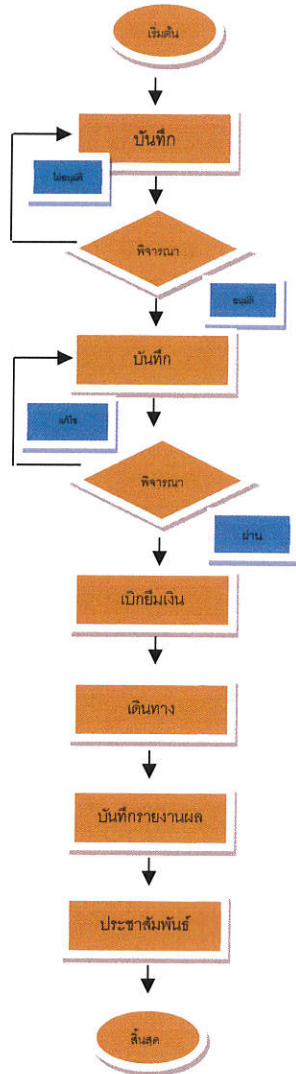 เริ่มต้น
บันทึก
ไม่อนุมัติ
พิจารณา
อนุมัติ
บันทึก
แก้ไข
พิจารณา
ผ่าน
เบิกยืมเงิน
เดินทาง
บันทึกรายงานผล
ประชาสัมพันธ์
สิ้นสุด